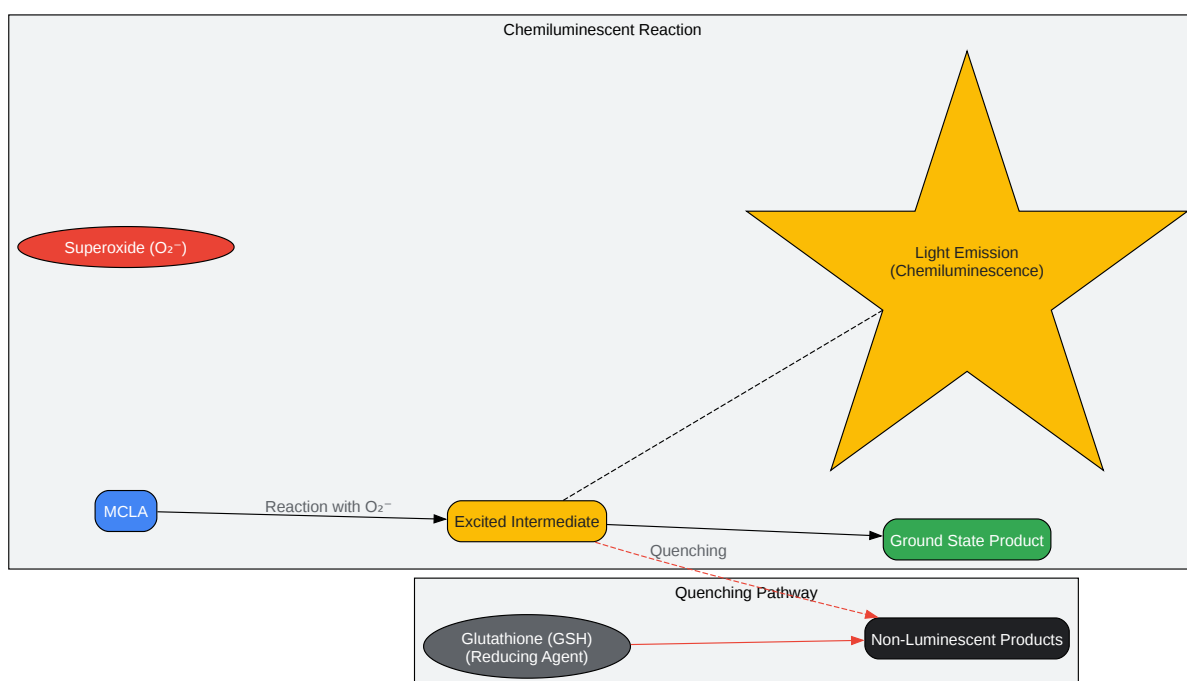 Chemiluminescent Reaction
Light Emission
(Chemiluminescence)
Superoxide (O₂⁻)
MCLA
Reaction with O₂⁻
Excited Intermediate
Ground State Product
Quenching
Quenching Pathway
Glutathione (GSH)
(Reducing Agent)
Non-Luminescent Products